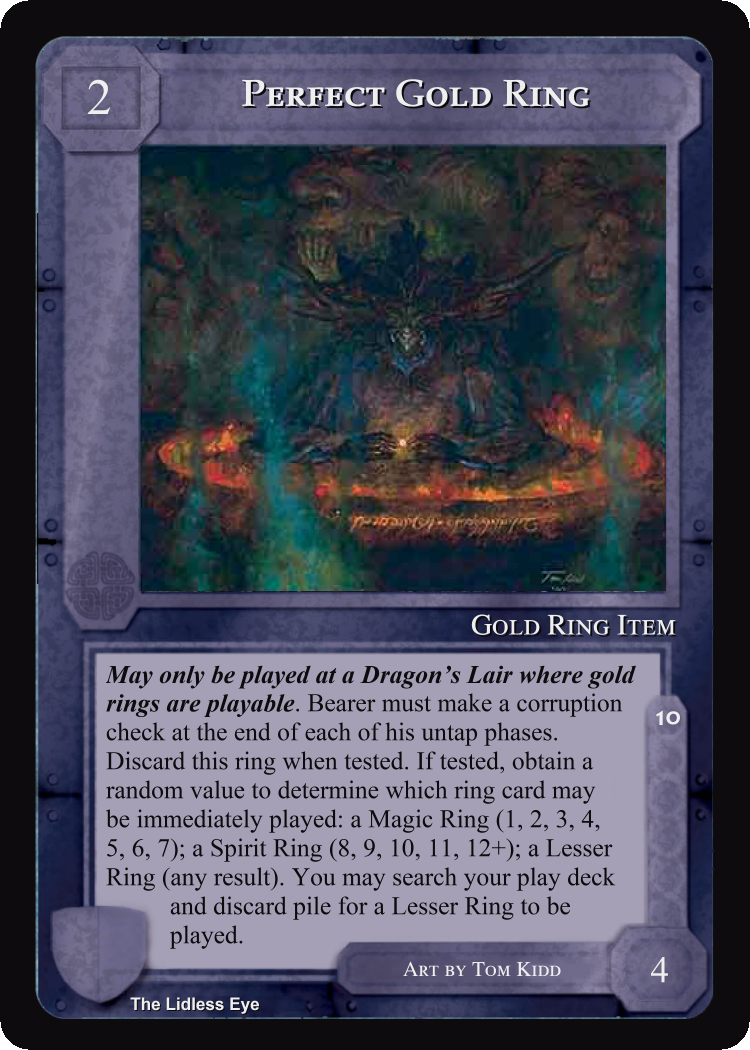 2
Perfect Gold Ring
Tom Kidd
Gold Ring Item
May only be played at a Dragon's Lair where gold
rings are playable. Bearer must make a corruption
check at the end of each of his untap phases.
Discard this ring when tested. If tested, obtain a
random value to determine which ring card may
be immediately played: a Magic Ring (1, 2, 3, 4,
5, 6, 7); a Spirit Ring (8, 9, 10, 11, 12+); a Lesser
Ring (any result). You may search your play deck
and discard pile for a Lesser Ring to be
played.
10
Art by Tom Kidd
4
The Lidless Eye